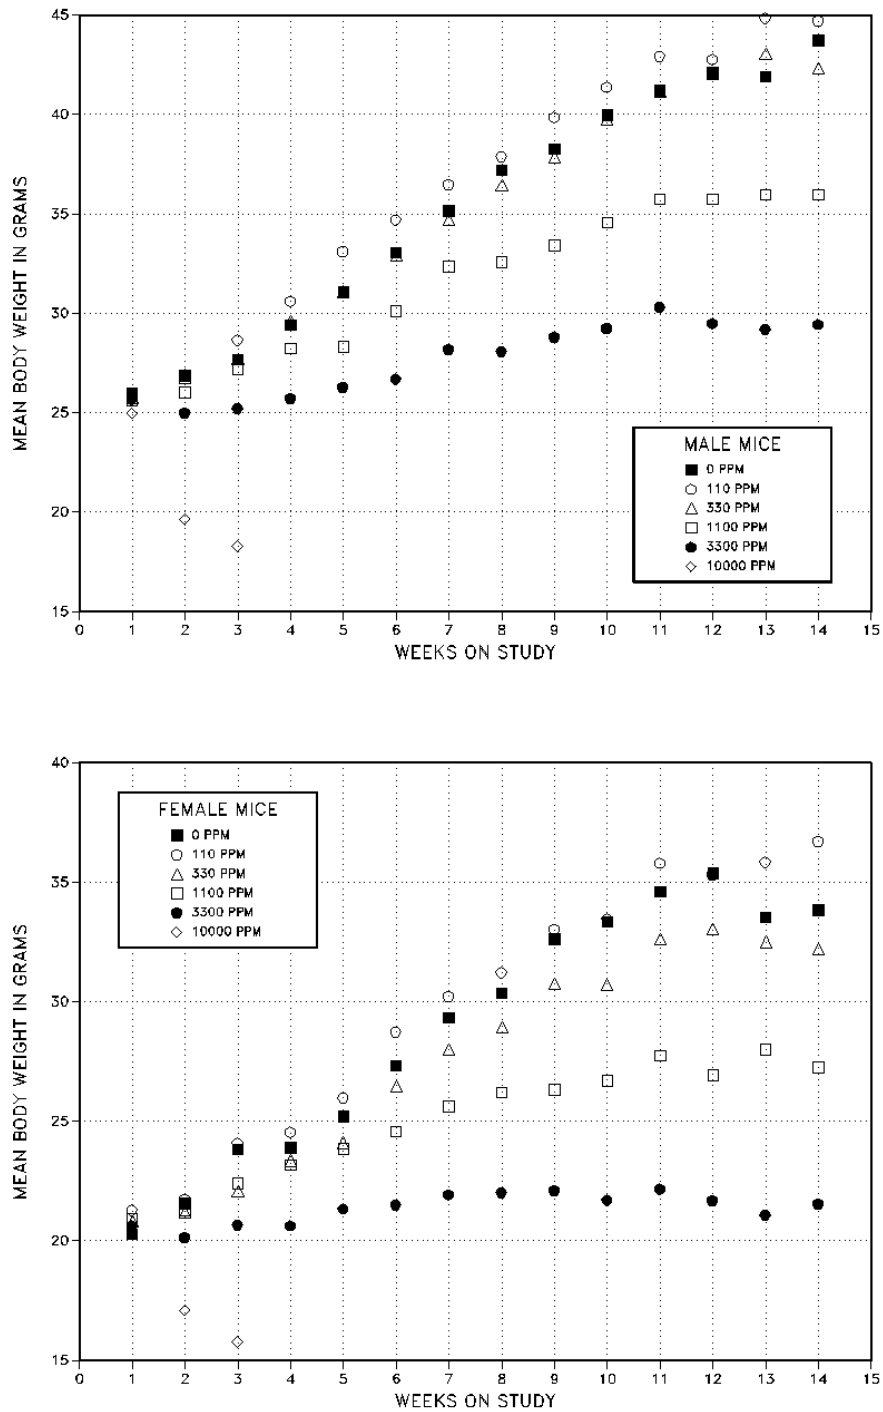 45
40
35
30
25
20
15
MEAN BODY WEIGHT IN GRAMS
MALE MICE
0 PPM
110 PPM
330 PPM
1100 PPM
3300 PPM
10000 PPM
0 1 2 3 4 5 6 7 8 9 10 11 12 13 14 15
WEEKS ON STUDY
40
35
30
25
20
15
MEAN BODY WEIGHT IN GRAMS
FEMALE MICE
0 PPM
110 PPM
330 PPM
1100 PPM
3300 PPM
10000 PPM
0 1 2 3 4 5 6 7 8 9 10 11 12 13 14 15
WEEKS ON STUDY